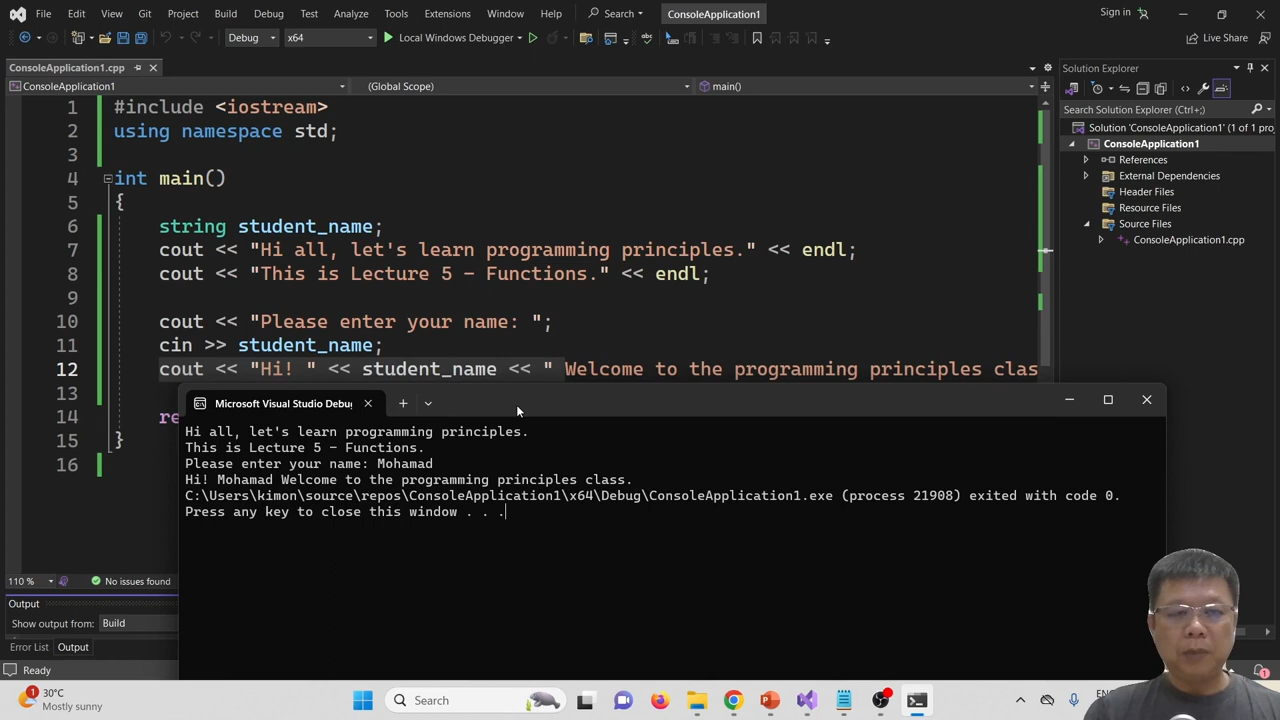 File Edit View Git Project Build Debug Test Analyze Tools Extensions Window Help Search ConsoleApplication1 Sign in
Debug x64 Local Windows Debugger Live Share
ConsoleApplication1.cpp
ConsoleApplication1 (Global Scope) main()
1 #include <iostream>
2 using namespace std;
3
4 int main()
5 {
6 string student_name;
7 cout << "Hi all, let's learn programming principles." << endl;
8 cout << "This is Lecture 5 - Functions." << endl;
9
10 cout << "Please enter your name: ";
11 cin >> student_name;
12 cout << "Hi! " << student_name << " Welcome to the programming principles clas
13
14 re
15 }
16
110 % No issues found
Output
Show output from: Build
Error List Output
Ready
Solution Explorer
Search Solution Explorer (Ctrl+;)
Solution 'ConsoleApplication1' (1 of 1 pro
ConsoleApplication1
References
External Dependencies
Header Files
Resource Files
Source Files
ConsoleApplication1.cpp
Microsoft Visual Studio Debu
Hi all, let's learn programming principles.
This is Lecture 5 - Functions.
Please enter your name: Mohamad
Hi! Mohamad Welcome to the programming principles class.
C:\Users\kimon\source\repos\ConsoleApplication1\x64\Debug\ConsoleApplication1.exe (process 21908) exited with code 0.
Press any key to close this window . . .
1
30°C
Mostly sunny
Search